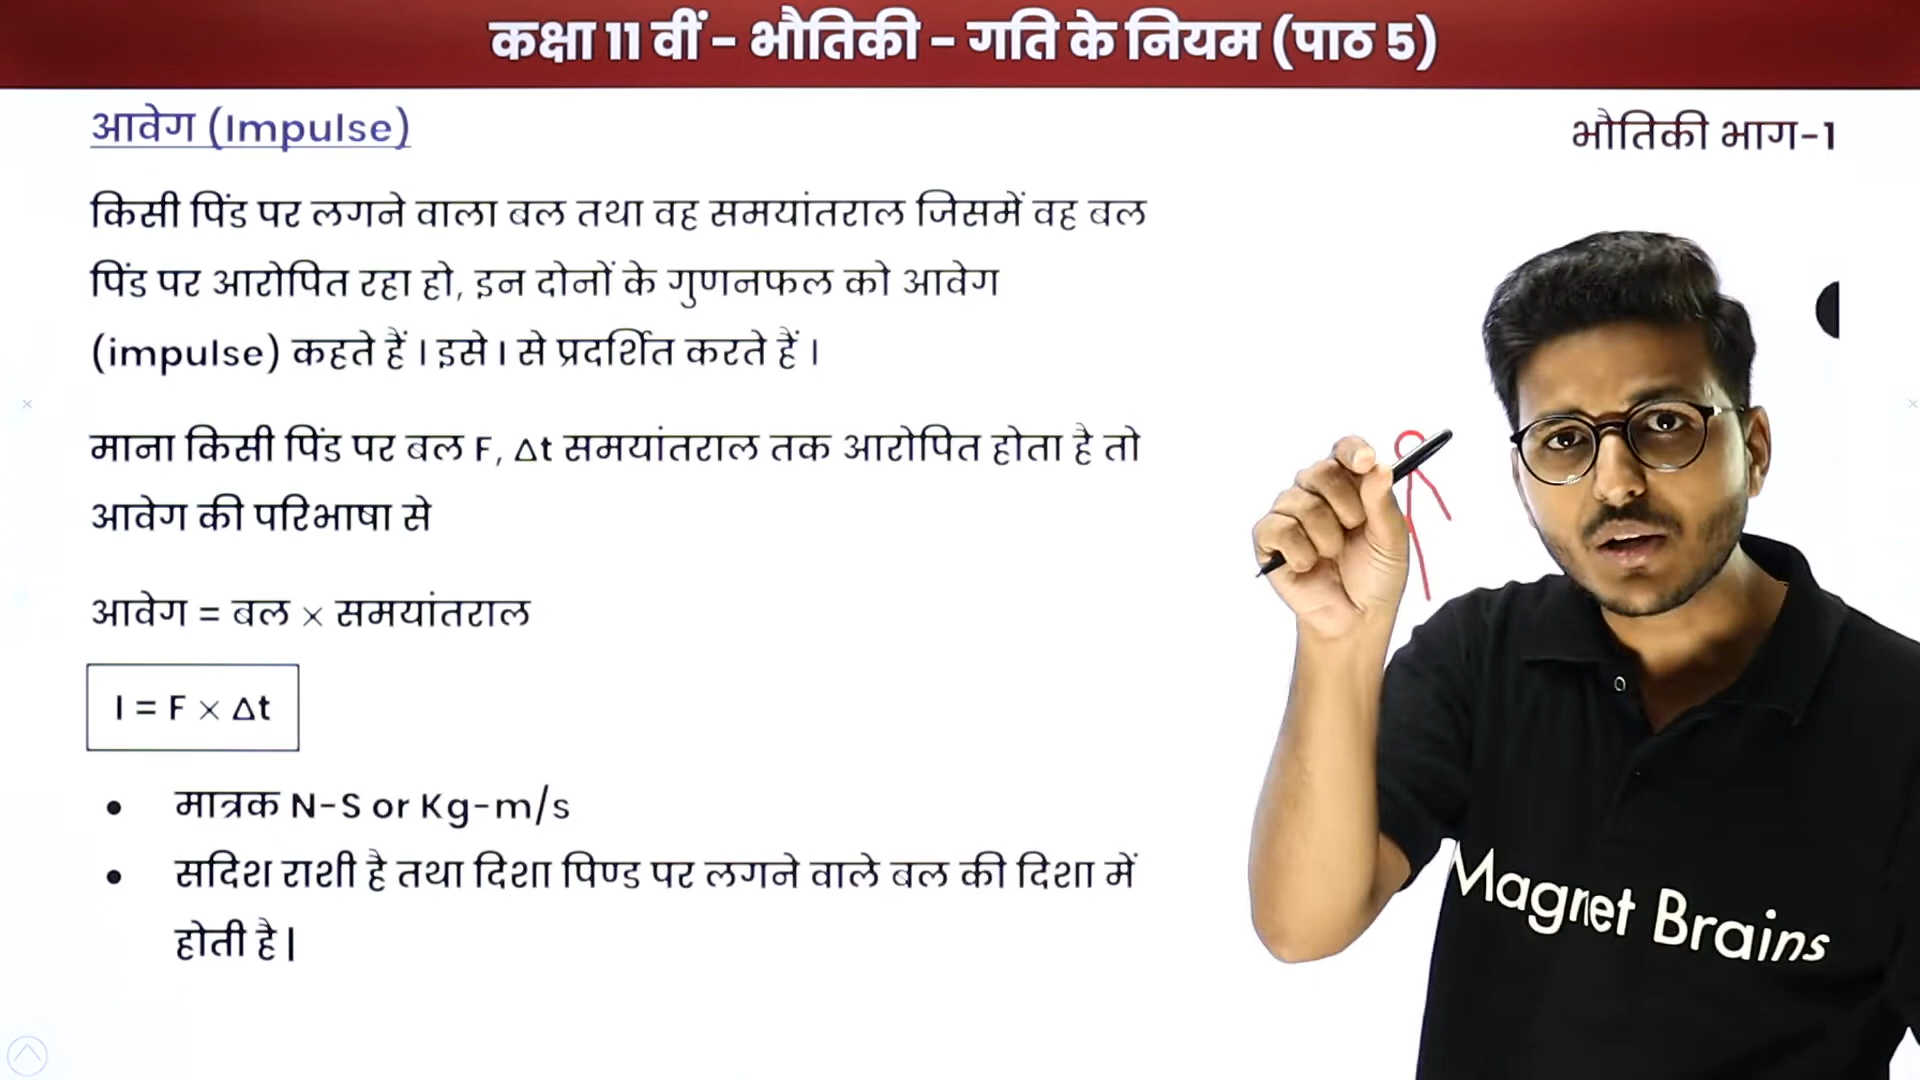 कक्षा 11 वीं - भौतिकी - गति के नियम (पाठ 5)
आवेग (Impulse)
भौतिकी भाग-1
किसी पिंड पर लगने वाला बल तथा वह समयांतराल जिसमें वह बल
पिंड पर आरोपित रहा हो, इन दोनों के गुणनफल को आवेग
(impulse) कहते हैं । इसे I से प्रदर्शित करते हैं ।
माना किसी पिंड पर बल F, Δt समयांतराल तक आरोपित होता है तो
आवेग की परिभाषा से
आवेग = बल × समयांतराल
I = F × Δt
• मात्रक N-S or Kg-m/s
• सदिश राशी है तथा दिशा पिण्ड पर लगने वाले बल की दिशा में
होती है |
Magnet Brains